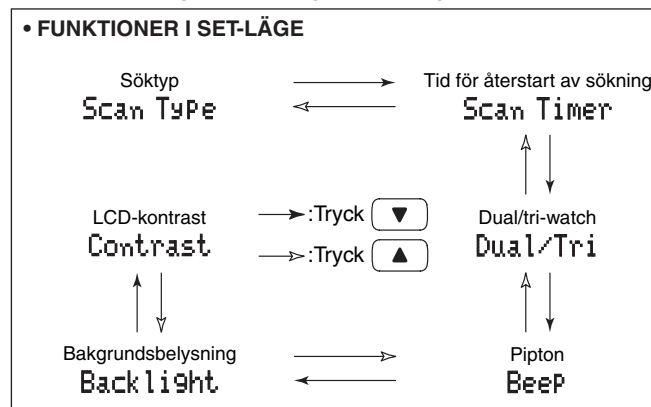 • FUNKTIONER I SET-LÄGE
Söktyp
Scan Type
Tid för återstart av sökning
Scan Timer
LCD-kontrast
Contrast
:Tryck ▼
:Tryck ▲
Dual/tri-watch
Dual/Tri
Bakgrundsbelysning
Backlight
Pipton
Beep